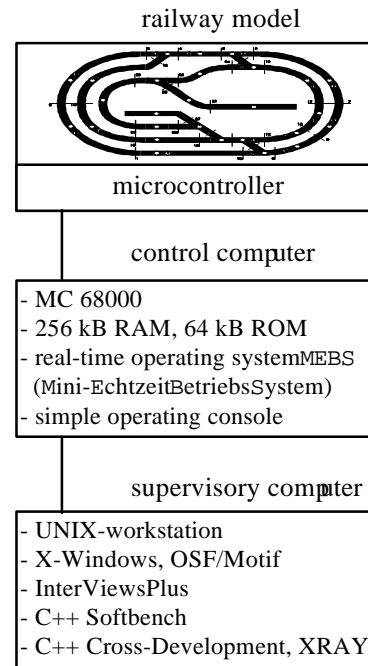 railway model
microcontroller
control computer
- MC 68000
- 256 kB RAM, 64 kB ROM
- real-time operating systemMEBS
(Mini-EchtzeitBetriebsSystem)
- simple operating console
supervisory computer
- UNIX-workstation
- X-Windows, OSF/Motif
- InterViewsPlus
- C++ Softbench
- C++ Cross-Development, XRAY